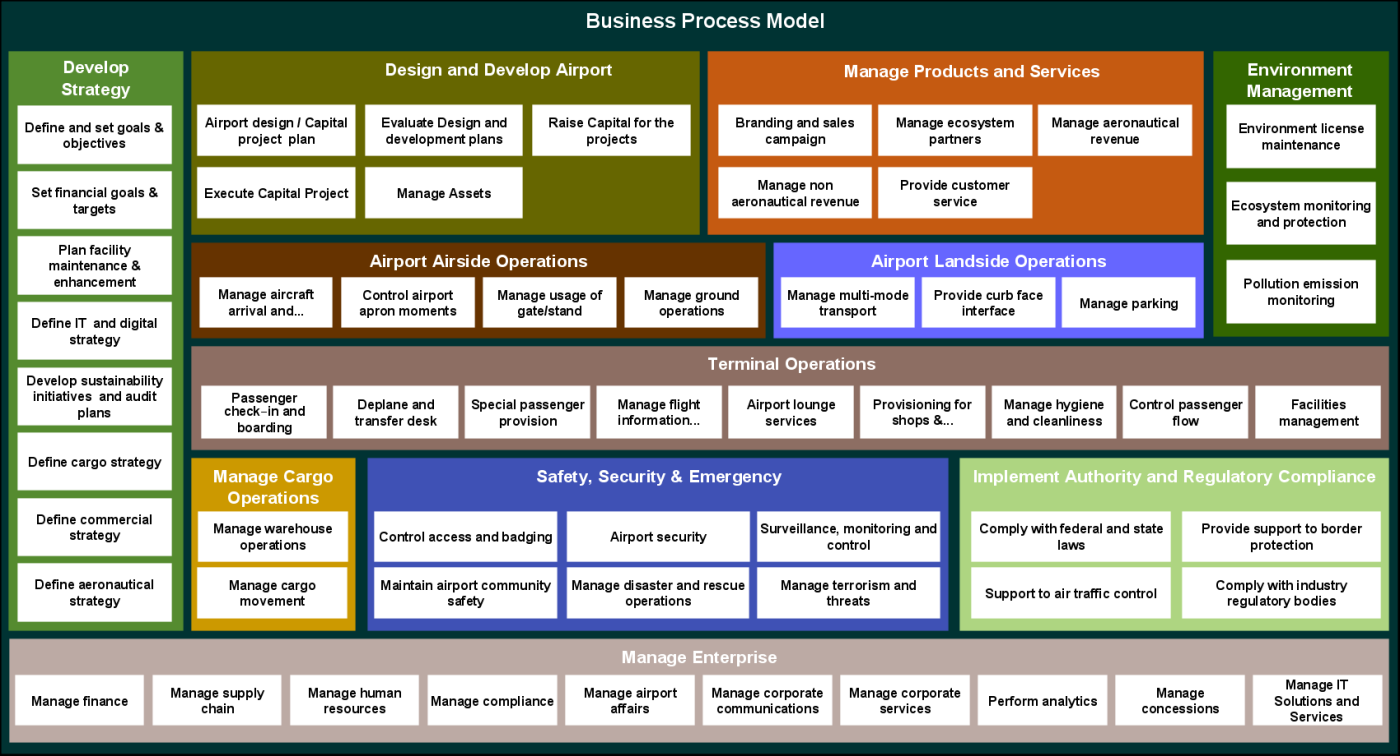 Business Process Model
Develop
Strategy
Define and set goals &
objectives
Set financial goals &
targets
Plan facility
maintenance &
enhancement
Define IT and digital
strategy
Develop sustainability
initiatives and audit
plans
Define cargo strategy
Define commercial
strategy
Define aeronautical
strategy
Design and Develop Airport
Airport design / Capital
project plan
Evaluate Design and
development plans
Raise Capital for the
projects
Execute Capital Project
Manage Assets
Manage Products and Services
Branding and sales
campaign
Manage ecosystem
partners
Manage aeronautical
revenue
Manage non
aeronautical revenue
Provide customer
service
Environment
Management
Environment license
maintenance
Ecosystem monitoring
and protection
Pollution emission
monitoring
Airport Airside Operations
Manage aircraft
arrival and...
Control airport
apron moments
Manage usage of
gate/stand
Manage ground
operations
Airport Landside Operations
Manage multi-mode
transport
Provide curb face
interface
Manage parking
Terminal Operations
Passenger
check–in and
boarding
Deplane and
transfer desk
Special passenger
provision
Manage flight
information...
Airport lounge
services
Provisioning for
shops &...
Manage hygiene
and cleanliness
Control passenger
flow
Facilities
management
Manage Cargo
Operations
Manage warehouse
operations
Manage cargo
movement
Safety, Security & Emergency
Control access and badging
Airport security
Surveillance, monitoring and
control
Maintain airport community
safety
Manage disaster and rescue
operations
Manage terrorism and
threats
Implement Authority and Regulatory Compliance
Comply with federal and state
laws
Provide support to border
protection
Support to air traffic control
Comply with industry
regulatory bodies
Manage Enterprise
Manage finance
Manage supply
chain
Manage human
resources
Manage compliance
Manage airport
affairs
Manage corporate
communications
Manage corporate
services
Perform analytics
Manage
concessions
Manage IT
Solutions and
Services